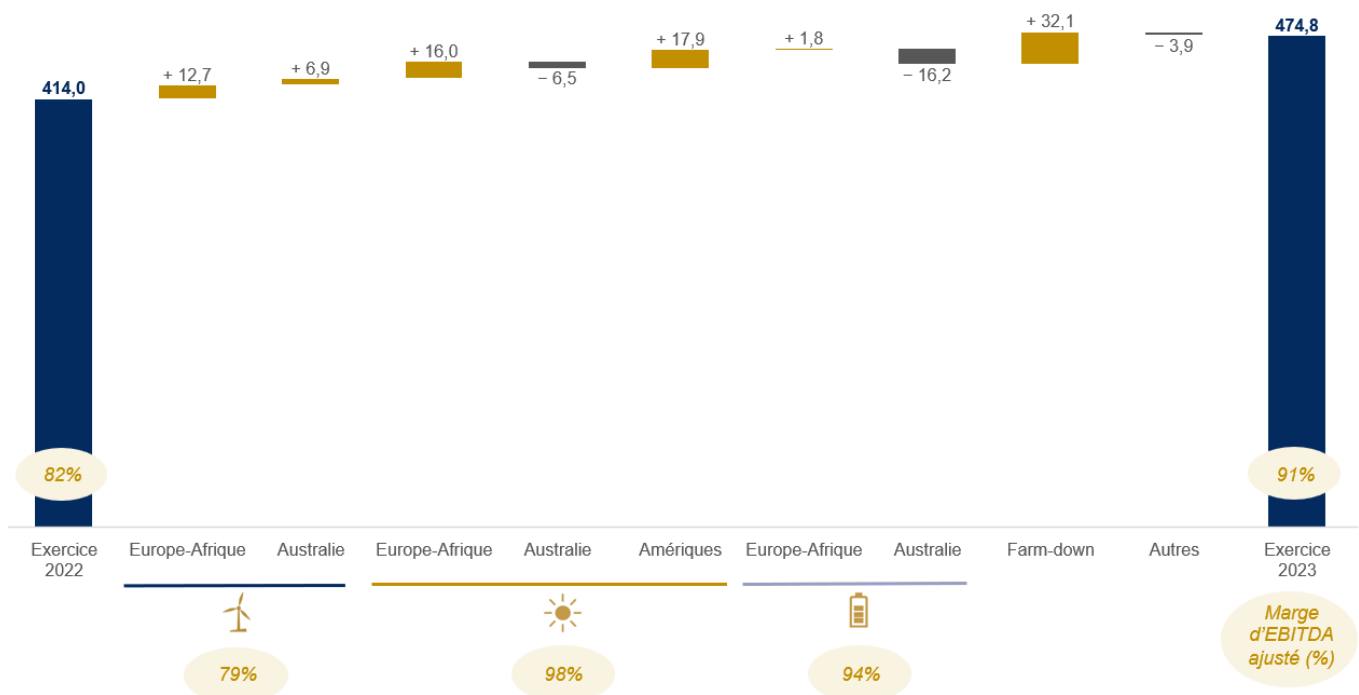 414,0
+ 12,7
+ 6,9
+ 16,0
− 6,5
+ 17,9
+ 1,8
− 16,2
+ 32,1
− 3,9
474,8
82%
91%
Exercice
2022
Europe-Afrique
Australie
Europe-Afrique
Australie
Amériques
Europe-Afrique
Australie
Farm-down
Autres
Exercice
2023
79%
98%
94%
Marge
d'EBITDA
ajusté (%)